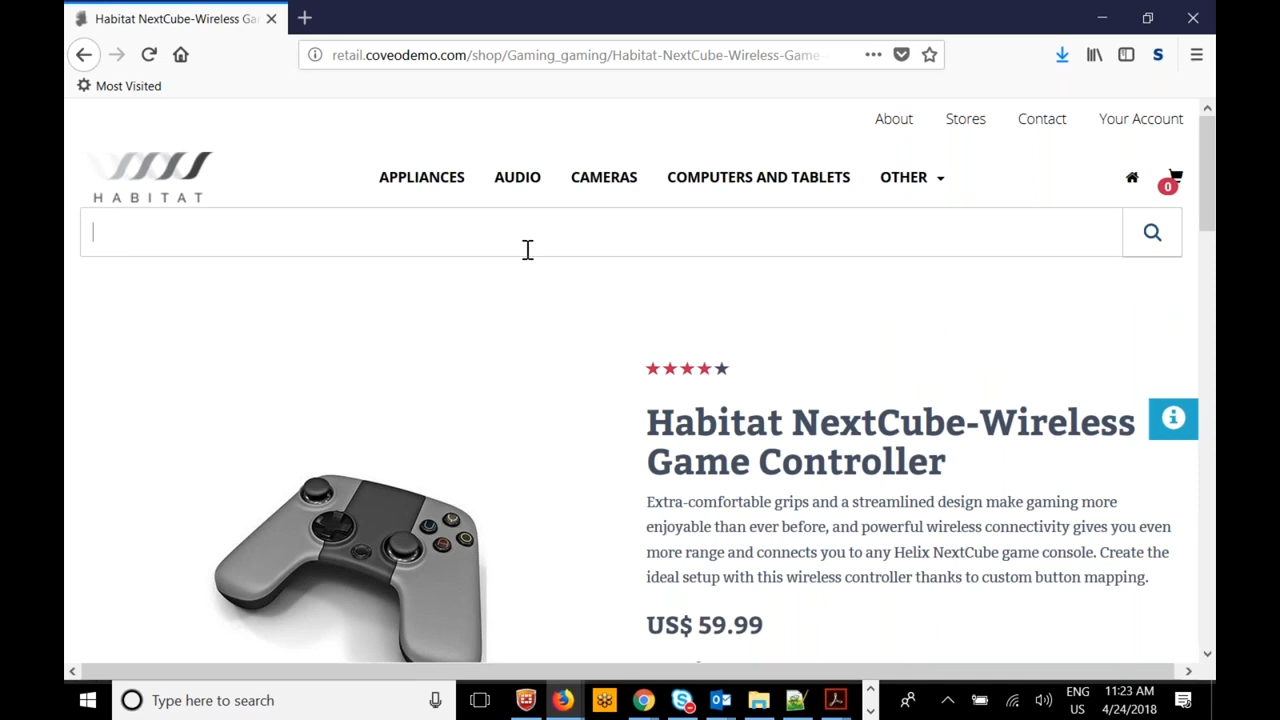 Habitat NextCube-Wireless Ga
retail.coveodemo.com/shop/Gaming_gaming/Habitat-NextCube-Wireless-Game-
S
Most Visited
About Stores Contact Your Account
HABITAT
APPLIANCES AUDIO CAMERAS COMPUTERS AND TABLETS OTHER
0
Habitat NextCube-Wireless
Game Controller
Extra-comfortable grips and a streamlined design make gaming more
enjoyable than ever before, and powerful wireless connectivity gives you even
more range and connects you to any Helix NextCube game console. Create the
ideal setup with this wireless controller thanks to custom button mapping.
US$ 59.99
Type here to search
ENG
US
11:23 AM
4/24/2018